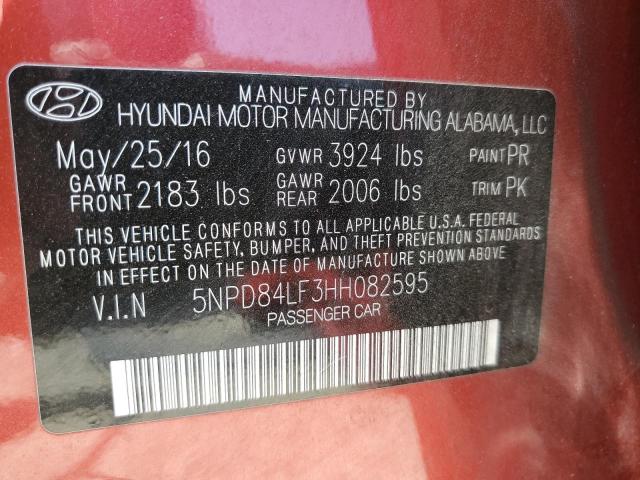 MANUFACTURED BY
HYUNDAI MOTOR MANUFACTURING ALABAMA, LLC
May/25/16 GVWR 3924 lbs PAINT PR
GAWR FRONT 2183 lbs GAWR REAR 2006 lbs TRIM PK
THIS VEHICLE CONFORMS TO ALL APPLICABLE U.S.A. FEDERAL
MOTOR VEHICLE SAFETY, BUMPER, AND THEFT PREVENTION STANDARDS
IN EFFECT ON THE DATE OF MANUFACTURE SHOWN ABOVE.
V.I.N 5NPD84LF3HH082595
PASSENGER CAR